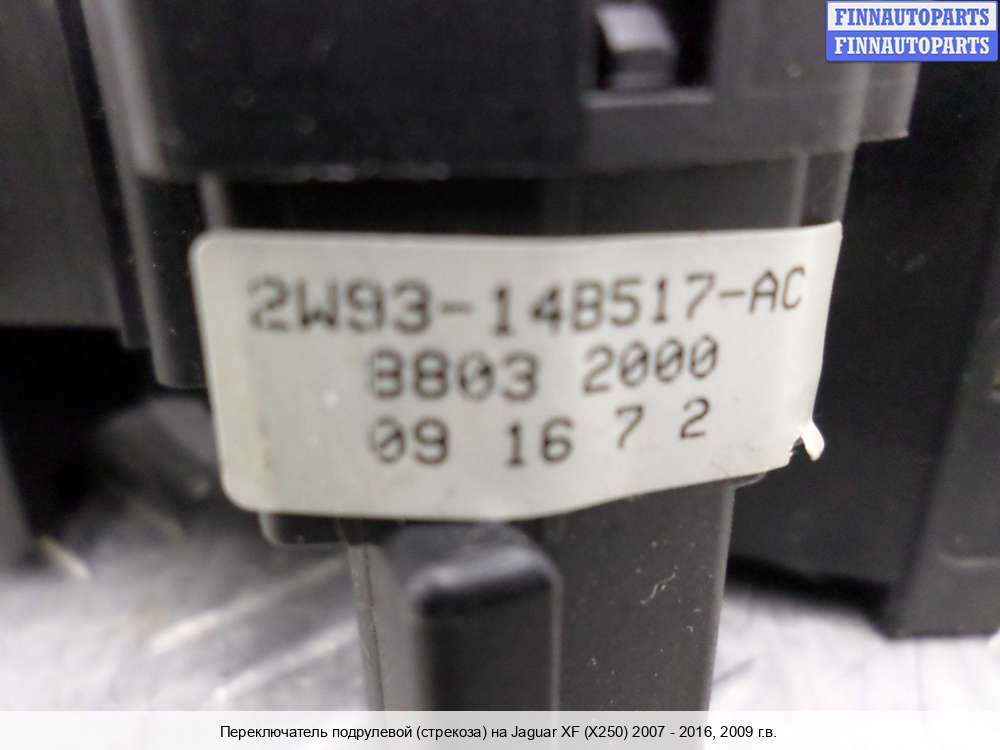 FINNAUTOPARTS
FINNAUTOPARTS
2W93-14B517-AC
8803 2000
09 16 7 2
Переключатель подрулевой (стрекоза) на Jaguar XF (X250) 2007 - 2016, 2009 г.в.